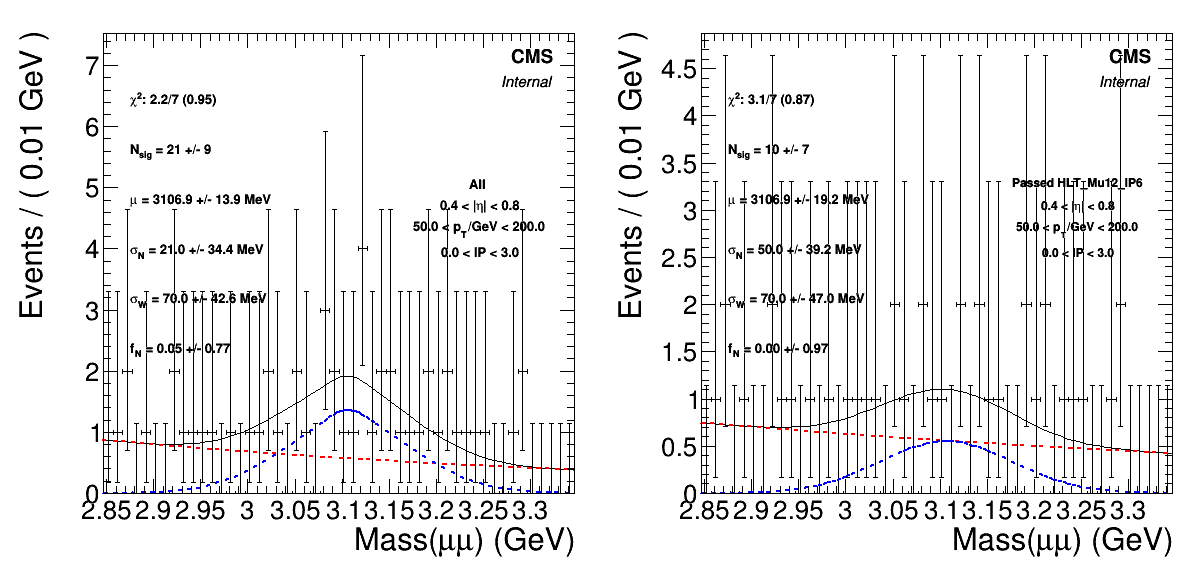 CMS
Internal
χ²: 2.2/7 (0.95)
N_sig = 21 +/- 9
μ = 3106.9 +/- 13.9 MeV
σ_N = 21.0 +/- 34.4 MeV
σ_W = 70.0 +/- 42.6 MeV
f_N = 0.05 +/- 0.77
All
0.4 < |η| < 0.8
50.0 < p_T/GeV < 200.0
0.0 < IP < 3.0
Events / ( 0.01 GeV )
7
6
5
4
3
2
1
0
2.85 2.9 2.95 3 3.05 3.1 3.15 3.2 3.25 3.3
Mass(μμ) (GeV)
CMS
Internal
χ²: 3.1/7 (0.87)
N_sig = 10 +/- 7
μ = 3106.9 +/- 19.2 MeV
σ_N = 50.0 +/- 39.2 MeV
σ_W = 70.0 +/- 47.0 MeV
f_N = 0.00 +/- 0.97
Passed HLT_Mu12_IP6
0.4 < |η| < 0.8
50.0 < p_T/GeV < 200.0
0.0 < IP < 3.0
Events / ( 0.01 GeV )
4.5
4
3.5
3
2.5
2
1.5
1
0.5
0
2.85 2.9 2.95 3 3.05 3.1 3.15 3.2 3.25 3.3
Mass(μμ) (GeV)